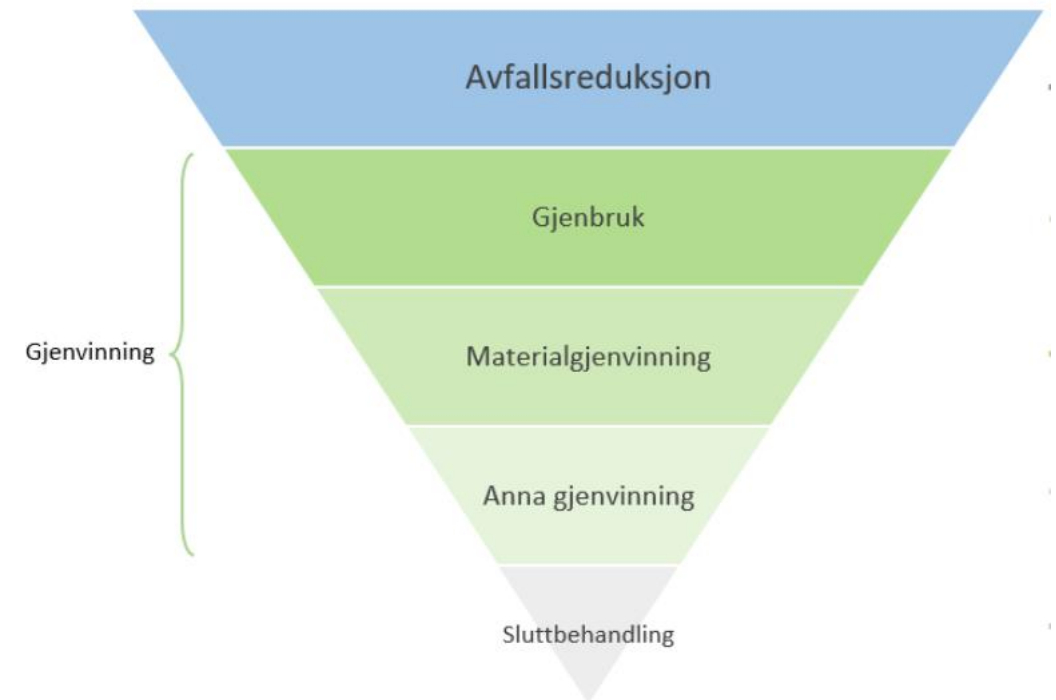 Avfallsreduksjon
Gjenbruk
Gjenvinning
Materialgjenvinning
Anna gjenvinning
Sluttbehandling